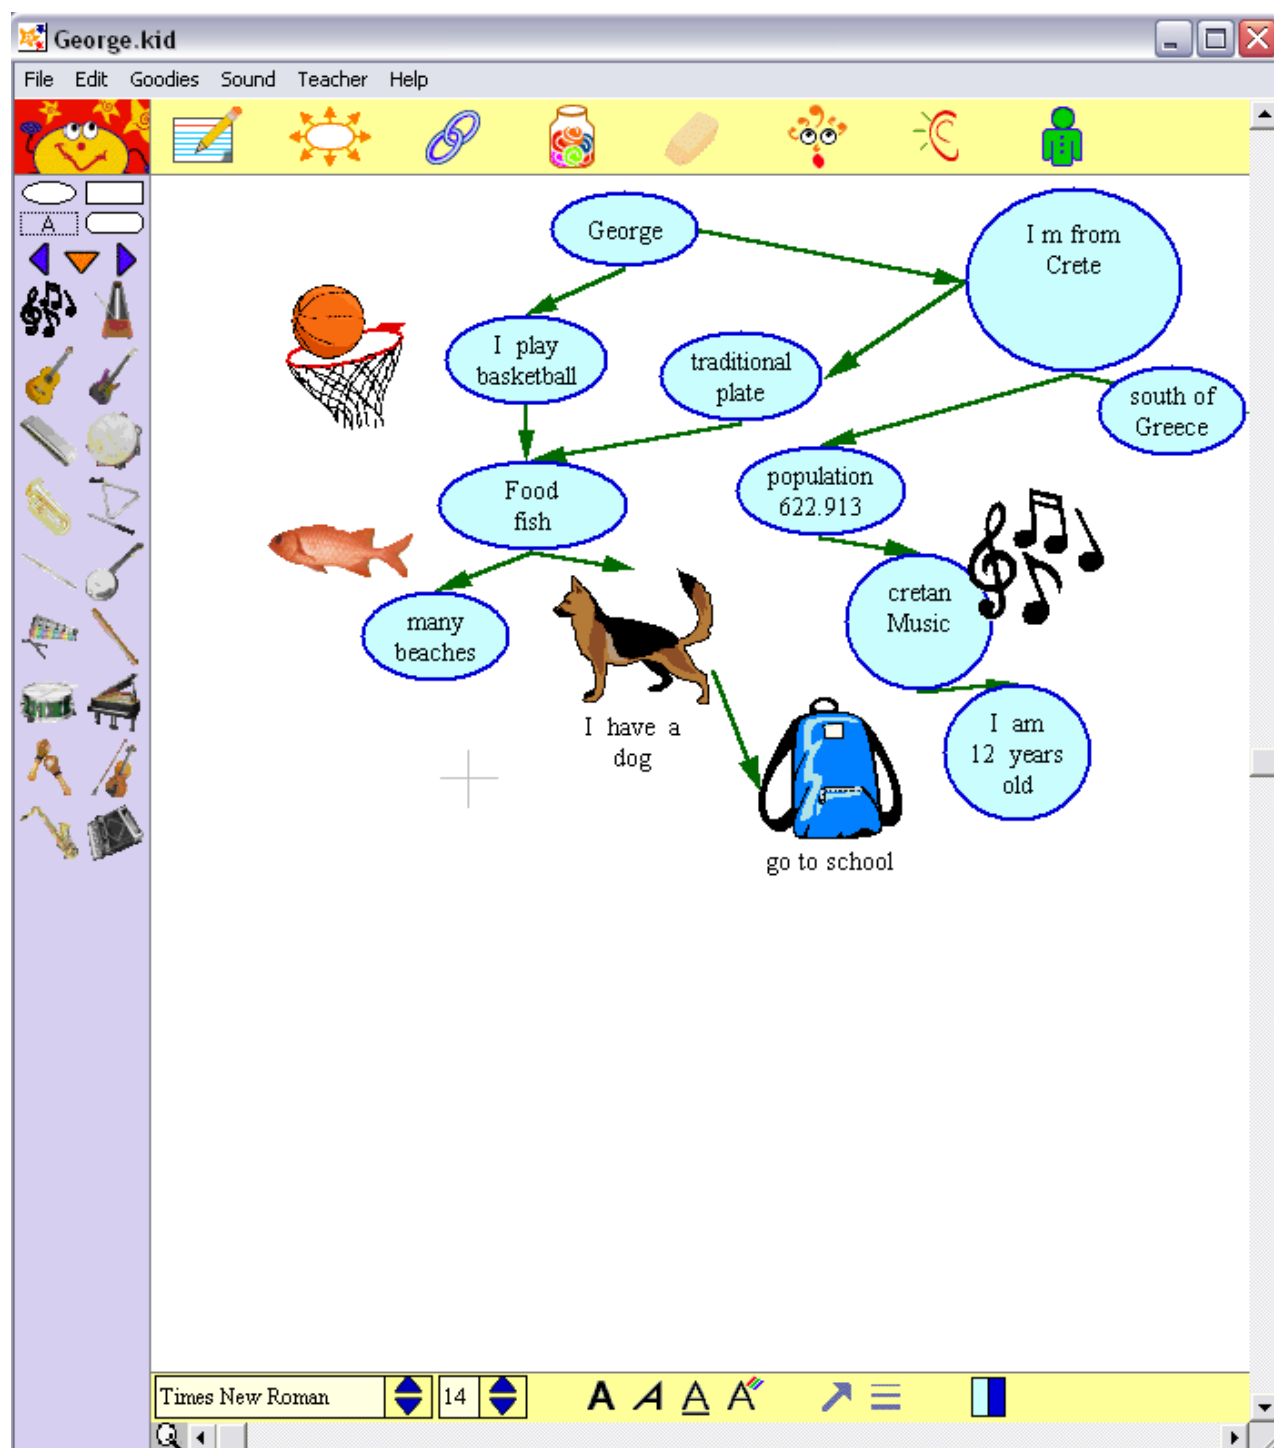 George.kid
File Edit Goodies Sound Teacher Help
A
George
I m from
Crete
I play
basketball
traditional
plate
south of
Greece
Food
fish
population
622.913
cretan
Music
many
beaches
I have a
dog
I am
12 years
old
go to school
Times New Roman
14
A A A A